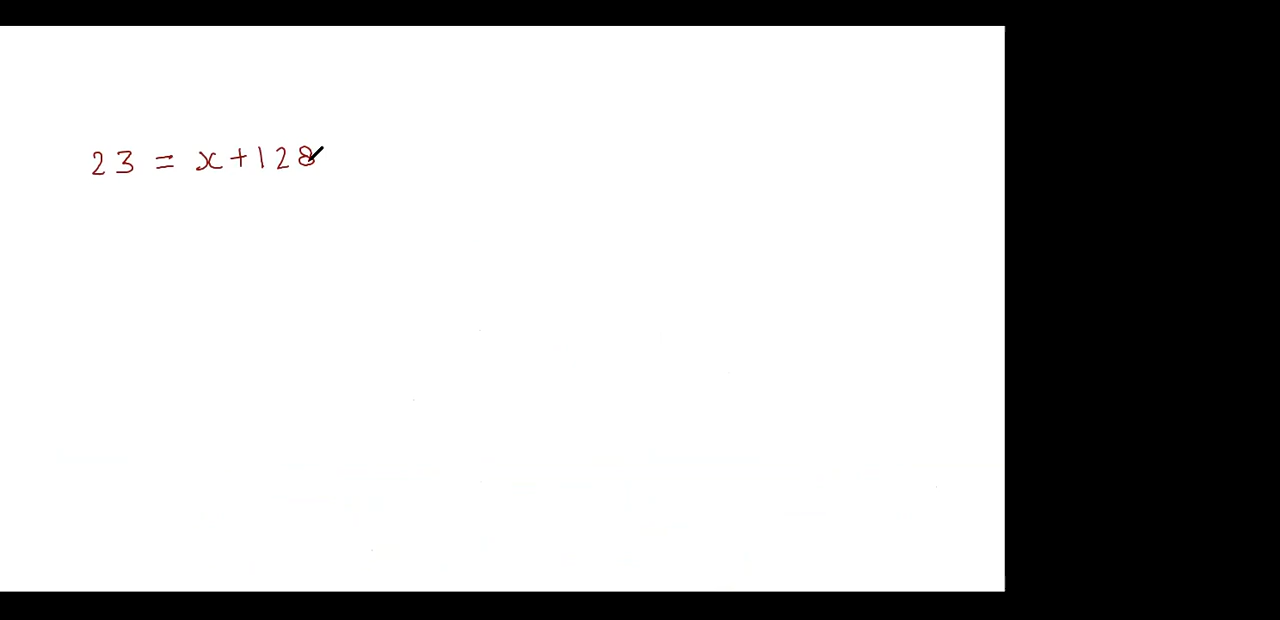 23 = x+128